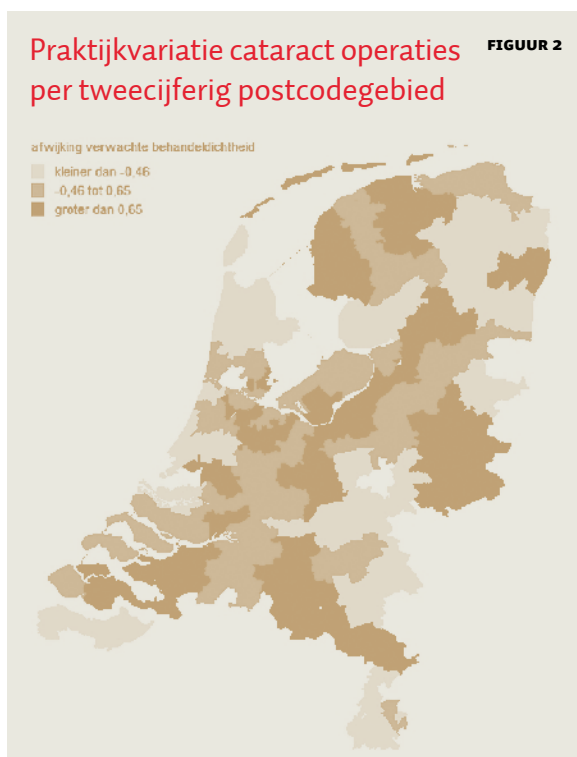 Praktijkvariatie cataract operaties
per tweecijferig postcodegebied
FIGUUR 2
afwijking verwachte behandeldichtheid
kleiner dan -0,46
-0,46 tot 0,65
groter dan 0,65